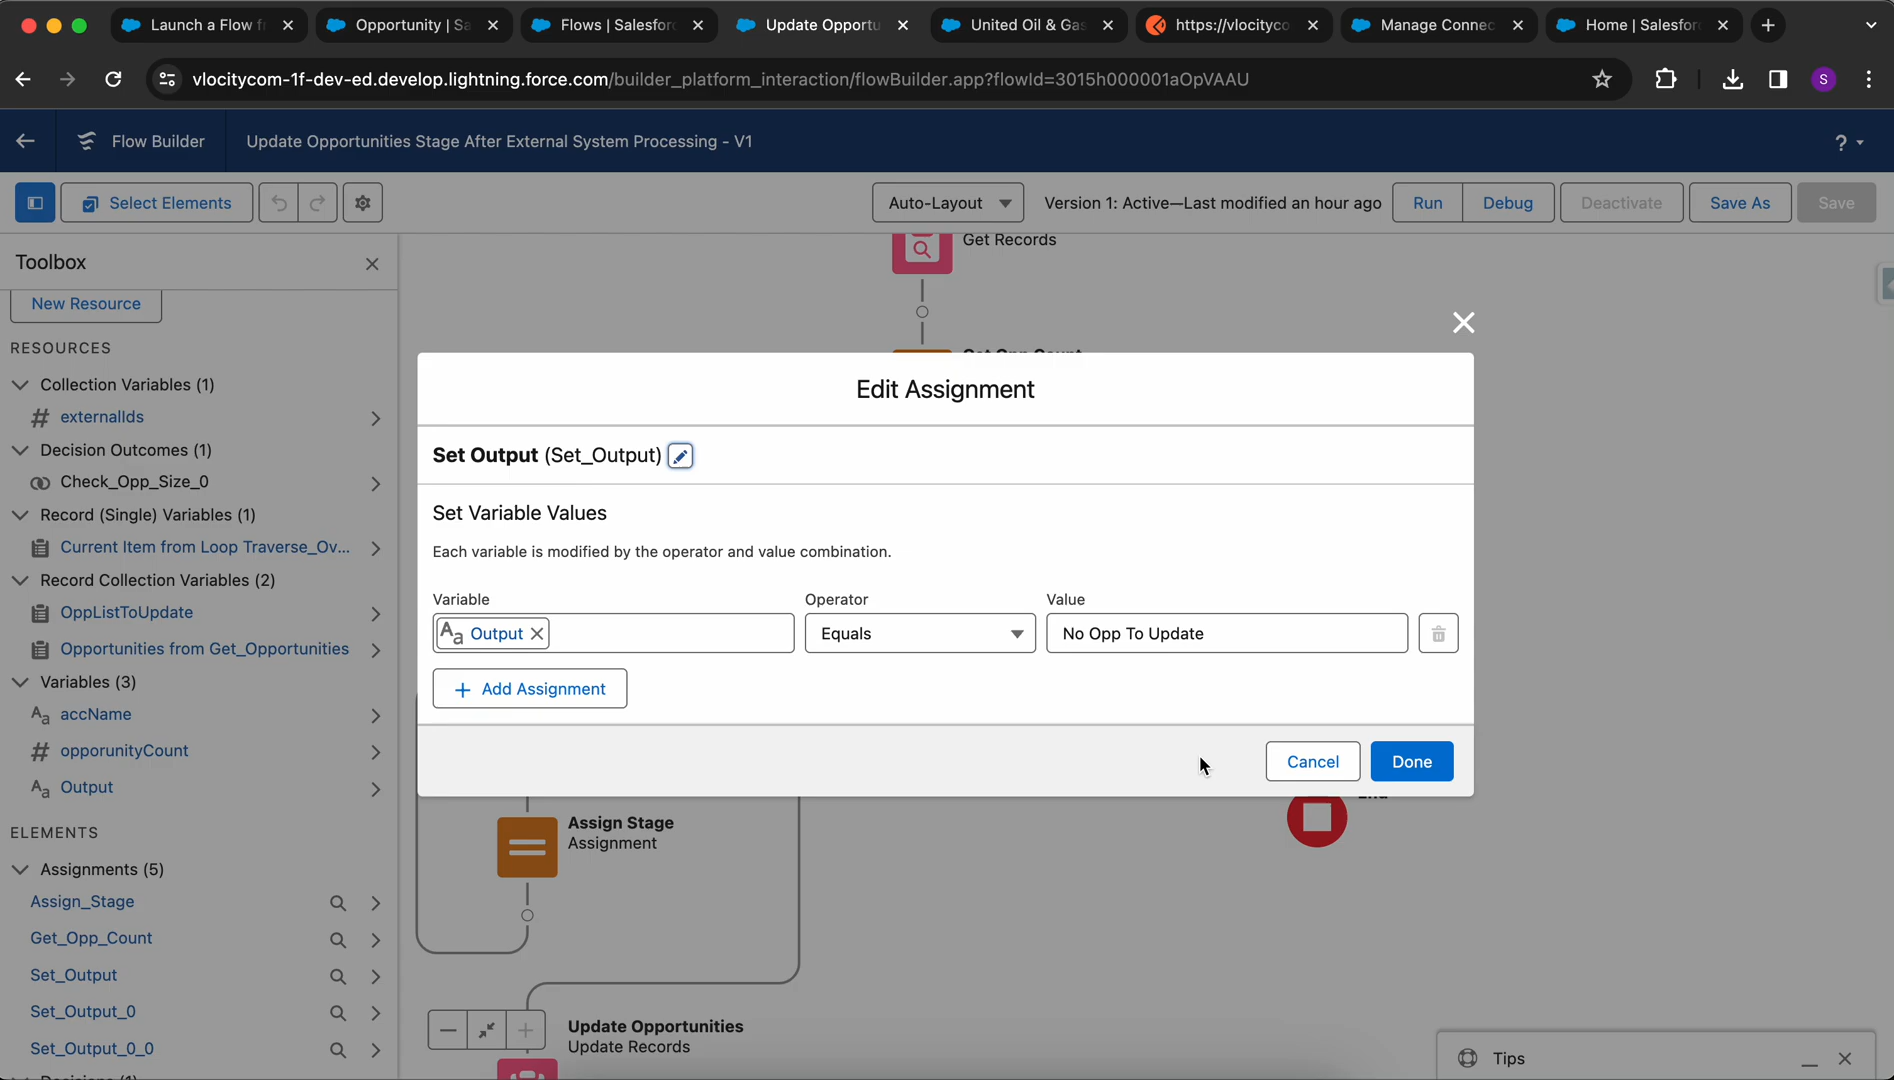 Launch a Flow f
Opportunity | Sa
Flows | Salesforc
Update Opportu
United Oil & Gas
https://vlocityco
Manage Connec
Home | Salesfor
vlocitycom-1f-dev-ed.develop.lightning.force.com/builder_platform_interaction/flowBuilder.app?flowId=3015h000001aOpVAAU
S
Flow Builder
Update Opportunities Stage After External System Processing - V1
?
Select Elements
Auto-Layout
Version 1: Active—Last modified an hour ago
Run
Debug
Deactivate
Save As
Save
Toolbox
New Resource
RESOURCES
Collection Variables (1)
externalIds
Decision Outcomes (1)
Check_Opp_Size_0
Record (Single) Variables (1)
Current Item from Loop Traverse_Ov...
Record Collection Variables (2)
OppListToUpdate
Opportunities from Get_Opportunities
Variables (3)
Aa accName
# opporunityCount
Aa Output
ELEMENTS
Assignments (5)
Assign_Stage
Get_Opp_Count
Set_Output
Set_Output_0
Set_Output_0_0
Get Records
Edit Assignment
Set Output (Set_Output)
Set Variable Values
Each variable is modified by the operator and value combination.
Variable
Operator
Value
Aa Output
Equals
No Opp To Update
+ Add Assignment
Cancel
Done
Assign Stage
Assignment
Update Opportunities
Update Records
Tips